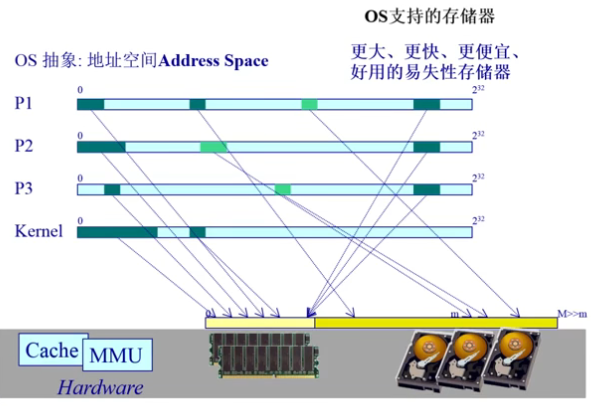 OS支持的存储器
更大、更快、更便宜、
好用的易失性存储器
OS 抽象: 地址空间Address Space
0 2^32
P1
0 2^32
P2
0 2^32
P3
0 2^32
Kernel
0 m M>>m
Cache
MMU
Hardware